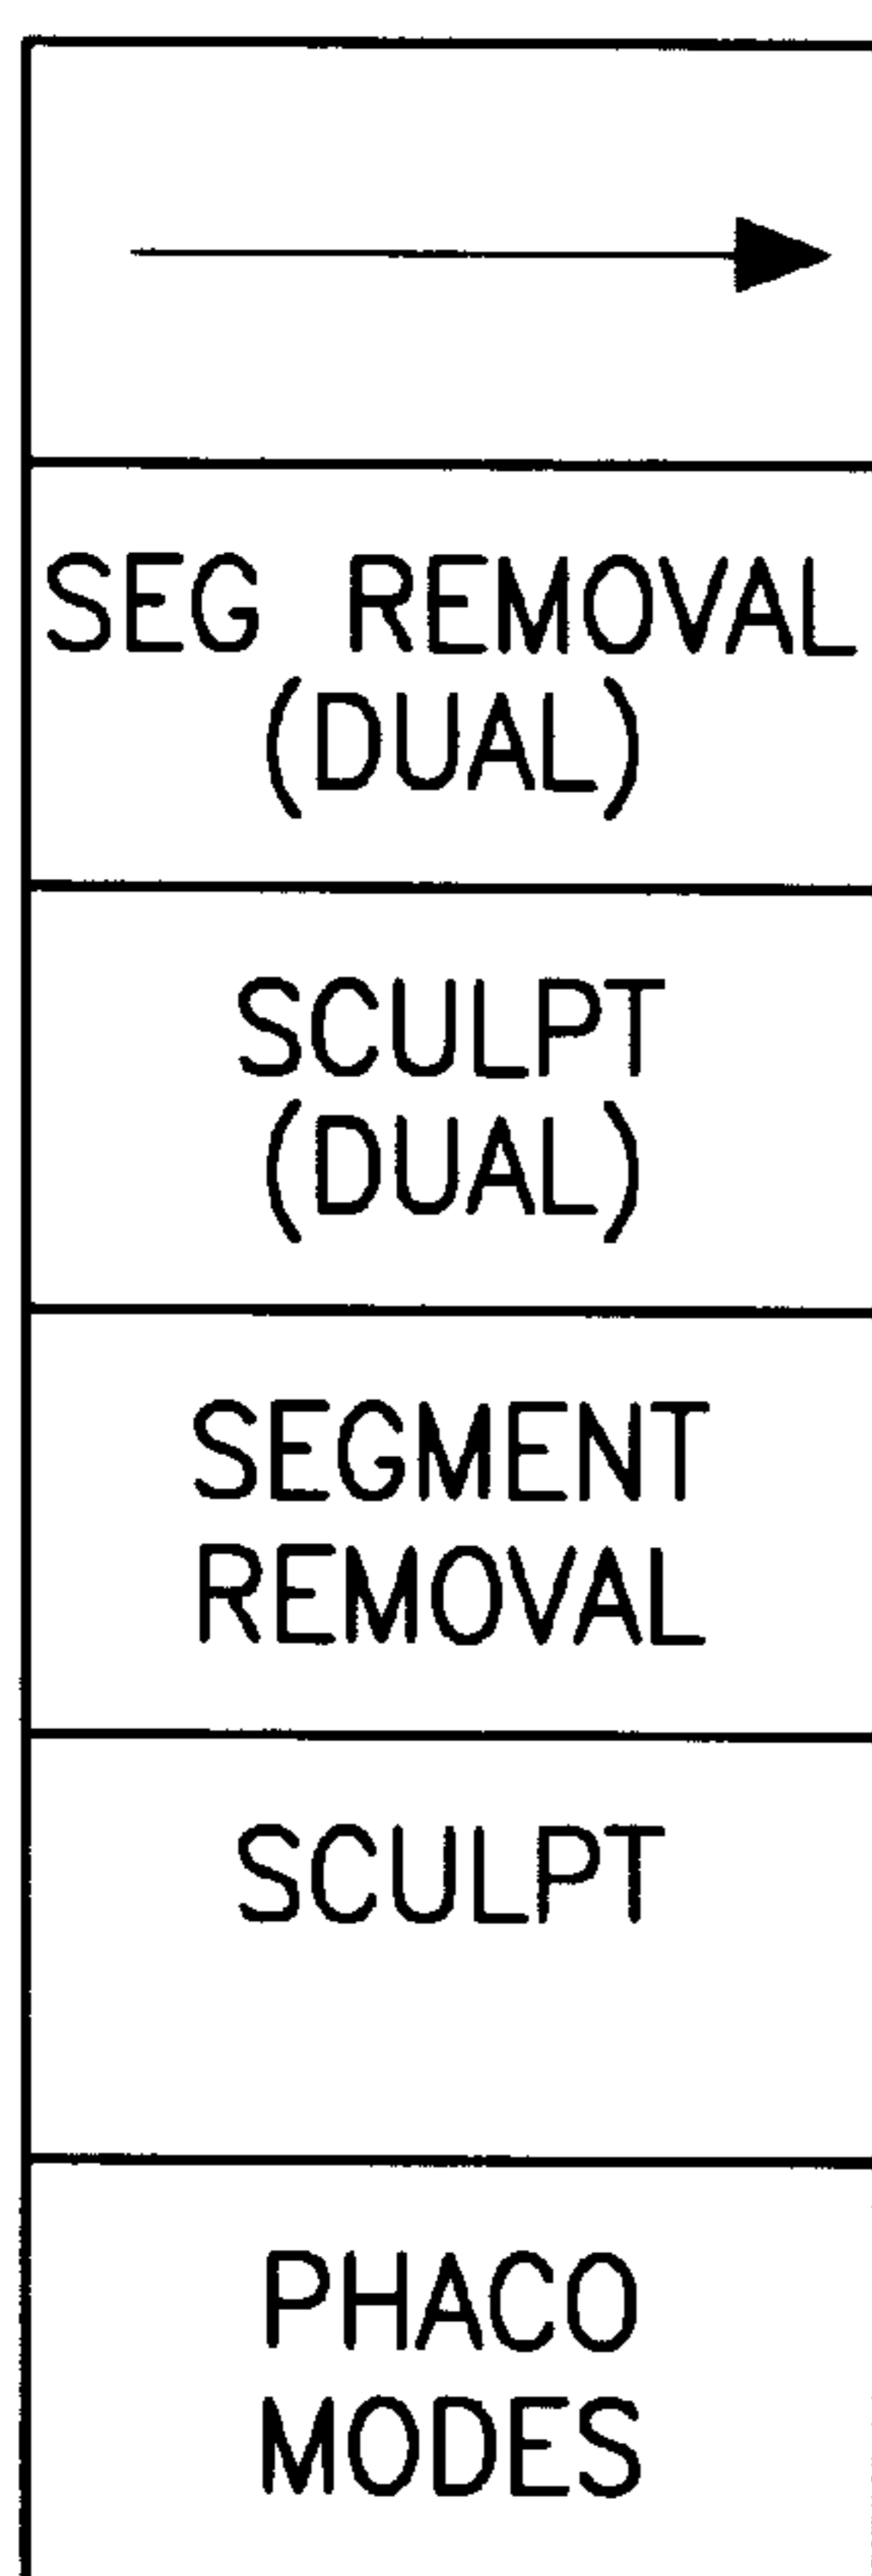 SEG REMOVAL
(DUAL)
SCULPT
(DUAL)
SEGMENT
REMOVAL
SCULPT
PHACO
MODES